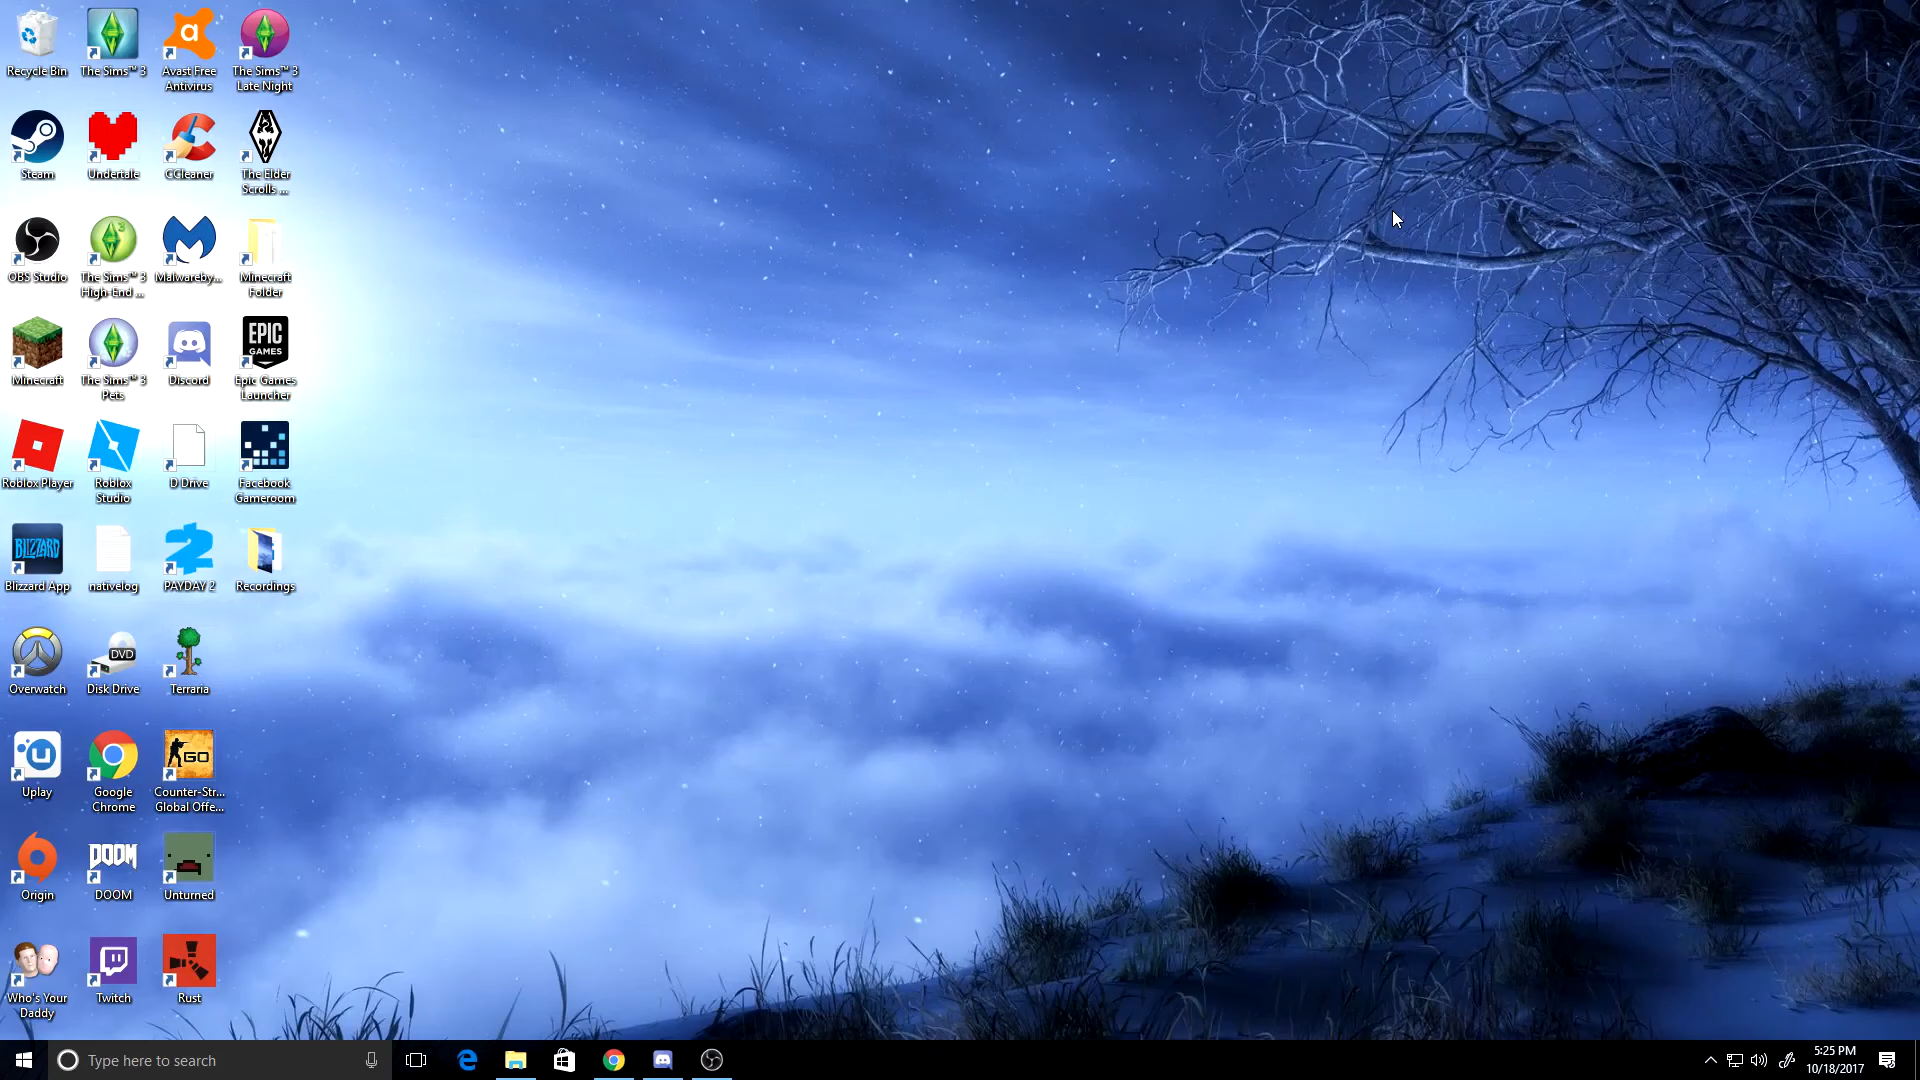 Recycle Bin
The Sims™ 3
Avast Free
Antivirus
The Sims™ 3
Late Night
Steam
Undertale
CCleaner
The Elder
Scrolls ...
OBS Studio
The Sims™ 3
High-End ...
Malwareby...
Minecraft
Folder
Minecraft
The Sims™ 3
Pets
Discord
EPIC
GAMES
Epic Games
Launcher
Roblox Player
Roblox
Studio
D Drive
Facebook
Gameroom
BLIZZARD
Blizzard App
nativelog
PAYDAY 2
Recordings
Overwatch
DVD
Disk Drive
Terraria
Uplay
Google
Chrome
GO
Counter-Str...
Global Offe...
Origin
DOOM
DOOM
Unturned
Who's Your
Daddy
Twitch
Rust
Type here to search
5:25 PM
10/18/2017